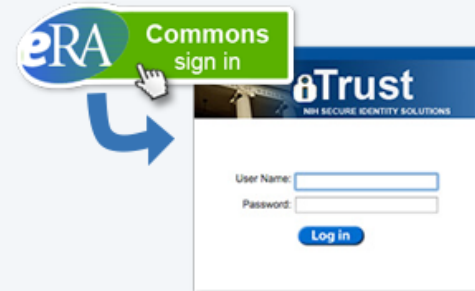 eRA Commons
sign in
iTrust
NIH SECURE IDENTITY SOLUTIONS
User Name:
Password:
Log in